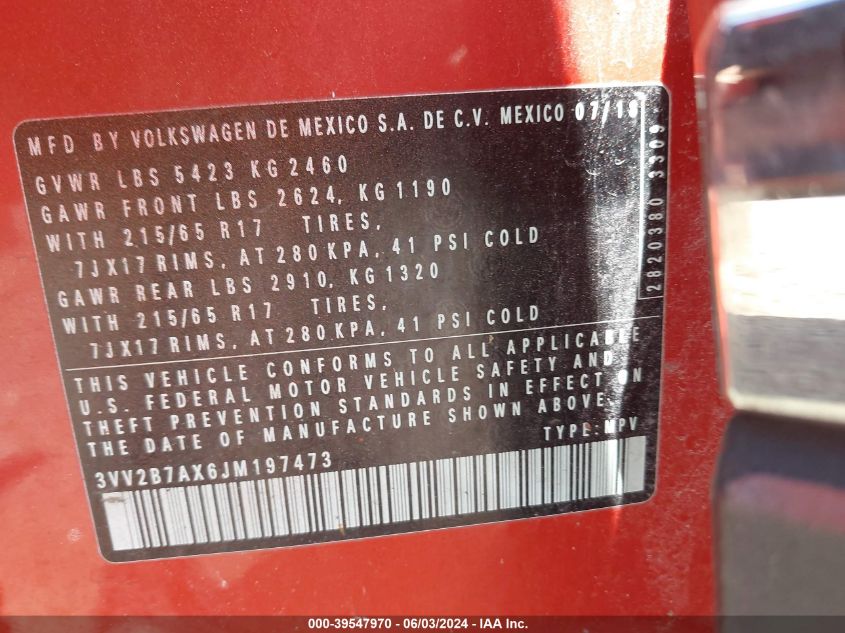 MFD BY VOLKSWAGEN DE MEXICO S.A. DE C.V. MEXICO 07/18
GVWR LBS 5423 KG 2460
GAWR FRONT LBS 2624, KG 1190
WITH 215/65 R17 TIRES,
7JX17 RIMS, AT 280 KPA, 41 PSI COLD
GAWR REAR LBS 2910, KG 1320
WITH 215/65 R17 TIRES,
7JX17 RIMS, AT 280 KPA, 41 PSI COLD
2820380 3309
THIS VEHICLE CONFORMS TO ALL APPLICABLE
U.S. FEDERAL MOTOR VEHICLE SAFETY AND
THEFT PREVENTION STANDARDS IN EFFECT ON
THE DATE OF MANUFACTURE SHOWN ABOVE.
TYPE: MPV
3VV2B7AX6JM197473
000-39547970 - 06/03/2024 - IAA Inc.